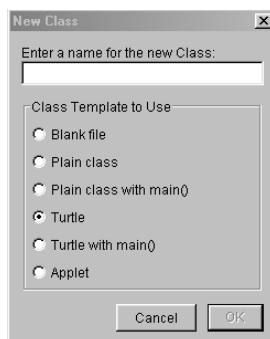 New Class
Enter a name for the new Class:
Class Template to Use
Blank file
Plain class
Plain class with main()
Turtle
Turtle with main()
Applet
Cancel OK